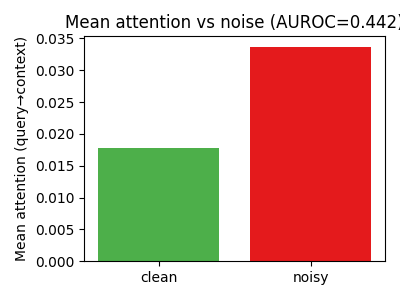 Mean attention vs noise (AUROC=0.442)
Mean attention (query→context)
0.035
0.030
0.025
0.020
0.015
0.010
0.005
0.000
clean noisy